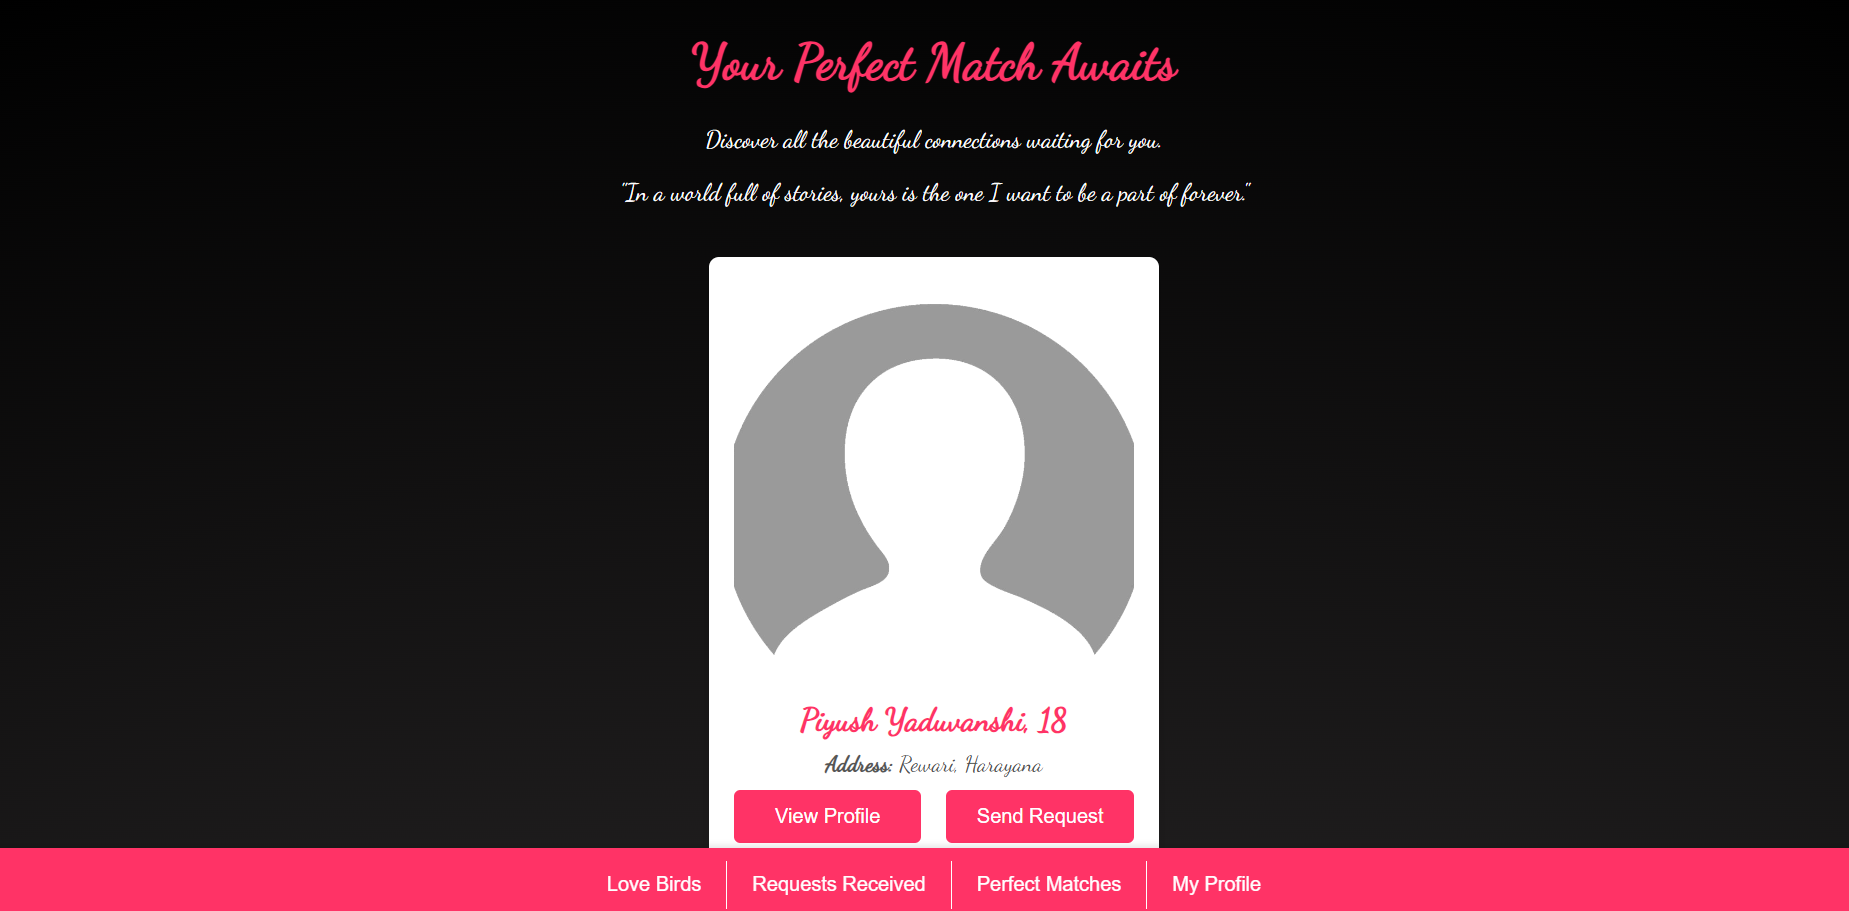 Your Perfect Match Awaits
Discover all the beautiful connections waiting for you.
"In a world full of stories, yours is the one I want to be a part of forever."
Piyush Yaduvanshi, 18
Address: Rewari, Harayana
View Profile Send Request
Love Birds Requests Received Perfect Matches My Profile